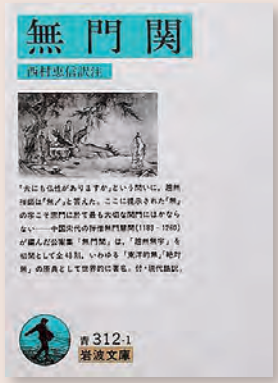 無門関
西村恵信訳注
「犬にも仏性がありますか」という問いに，趙州
禅師は「無！」と答えた．ここに提示された「無」
の字こそ宗門に於て最も大切な関門にほかなら
ない――中国宋代の禅僧無門慧開(1183-1260)
が編んだ公案集「無門関」は，「趙州無字」を
初関として全48則，いわゆる「東洋的無」「絶対
無」の原典として世界的に著名．付・現代語訳．
青 312-1
岩波文庫